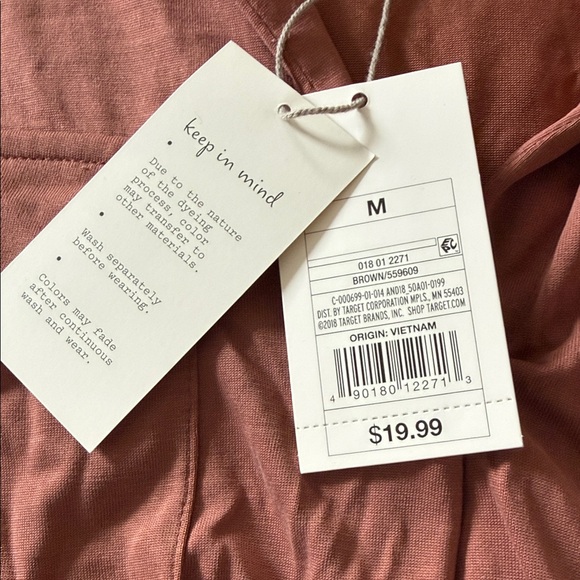 keep in mind
• Due to the nature
of the dyeing
process, color
may transfer to
other materials.
• Wash separately
before wearing.
• Colors may fade
after continuous
wash and wear.
M
018 01 2271
BROWN/559609
C-000699-01-014 AND18_50A01-0199
DIST. BY TARGET CORPORATION MPLS., MN 55403
©2018 TARGET BRANDS, INC. SHOP TARGET.COM
ORIGIN: VIETNAM
4 90180 12271 3
$19.99